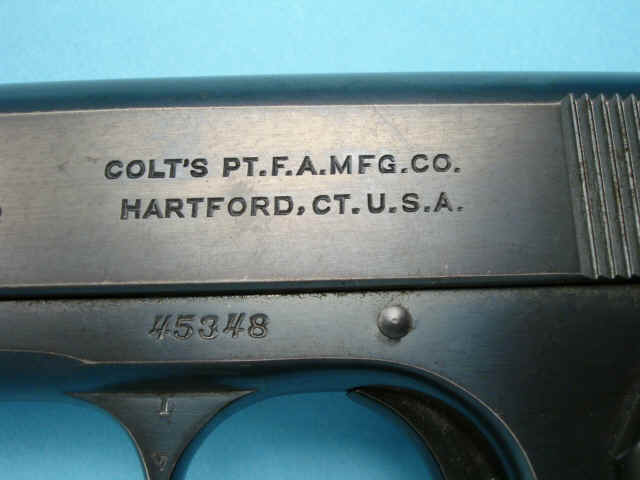 COLT'S PT.F.A.MFG.CO.
HARTFORD, CT.U.S.A.
45348